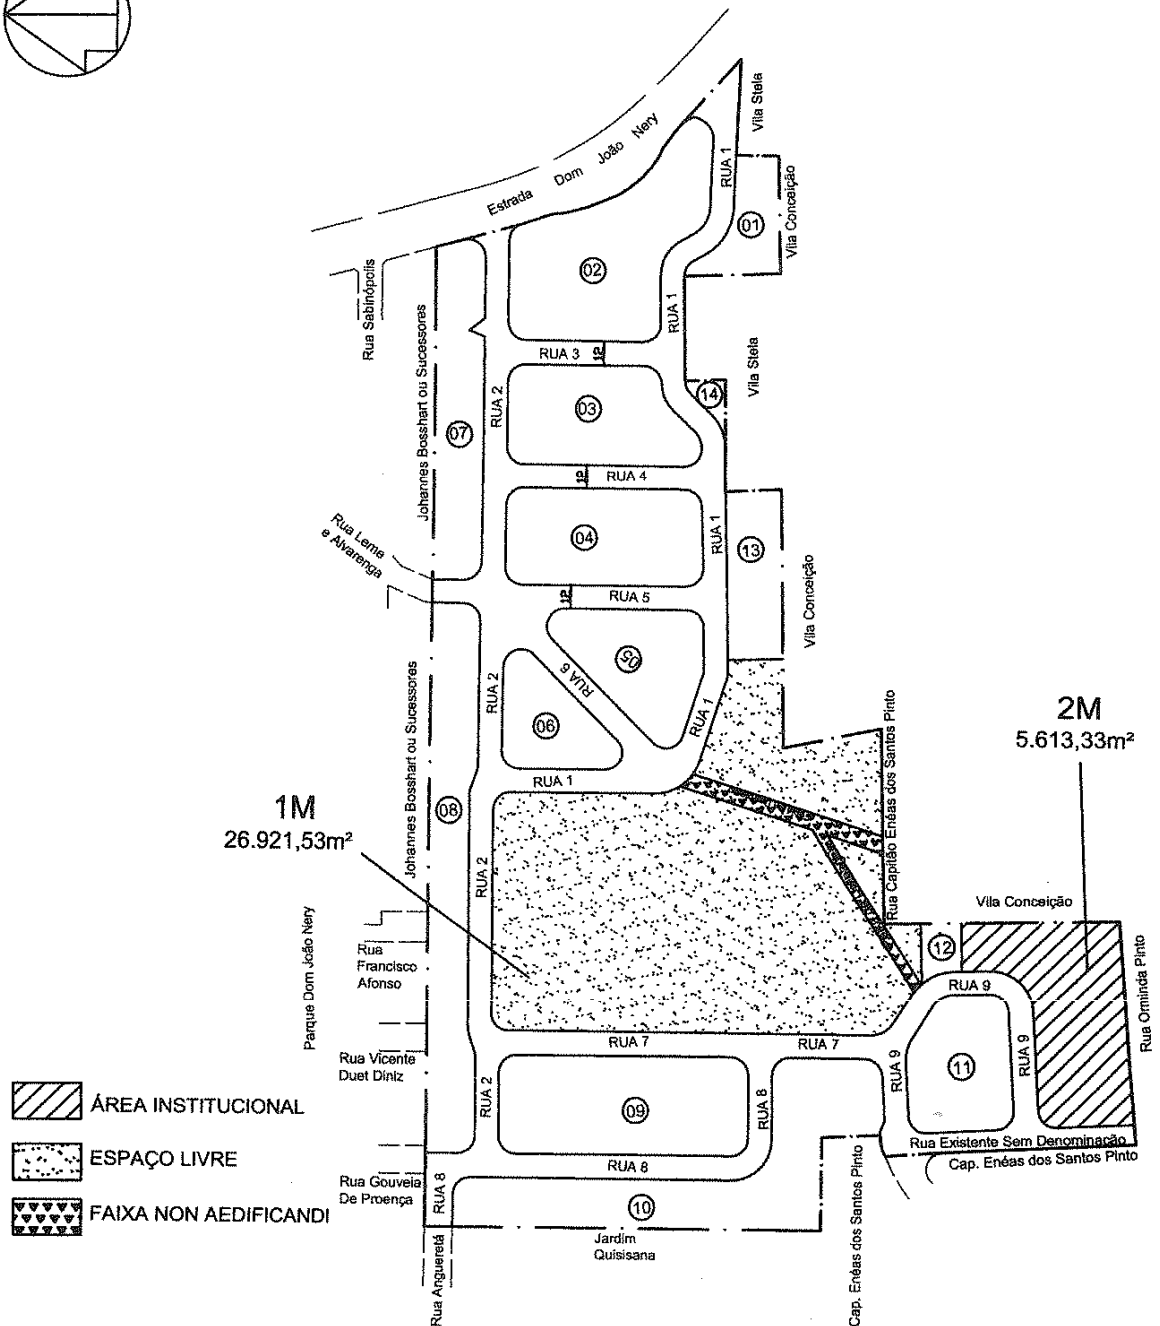 Vila Stela
Estrada Dom João Nery
RUA 1
Vila Conceição
01
02
Rua Sabinópolis
Johannes Bosshart ou Sucessores
RUA 1
RUA 3
12
Vila Stela
RUA 2
03
14
07
12
RUA 4
Rua Leme
e Alvarenga
04
RUA 1
13
Vila Conceição
12
RUA 5
05
Johannes Bosshart ou Sucessores
RUA 2
RUA 6
06
RUA 1
Rua Capitão Enéas dos Santos Pinto
2M
5.613,33m²
RUA 1
1M
26.921,53m²
08
RUA 2
Vila Conceição
Parque Dom João Nery
Rua
Francisco
Afonso
12
RUA 9
Rua Orminda Pinto
RUA 7
RUA 7
Rua Vicente
Duet Diniz
RUA 2
09
RUA 8
RUA 9
11
RUA 9
ÁREA INSTITUCIONAL
ESPAÇO LIVRE
FAIXA NON AEDIFICANDI
Rua Existente Sem Denominação
Cap. Enéas dos Santos Pinto
RUA 8
Rua Gouveia
De Proença
RUA 8
10
Cap. Enéas dos Santos Pinto
Jardim
Quisisana
Rua Anguereta